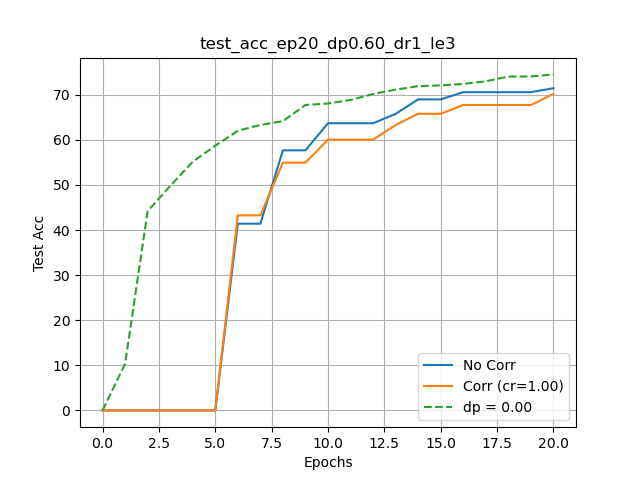 test_acc_ep20_dp0.60_dr1_le3
Test Acc
70
60
50
40
30
20
10
0
0.0 2.5 5.0 7.5 10.0 12.5 15.0 17.5 20.0
Epochs
No Corr
Corr (cr=1.00)
dp = 0.00